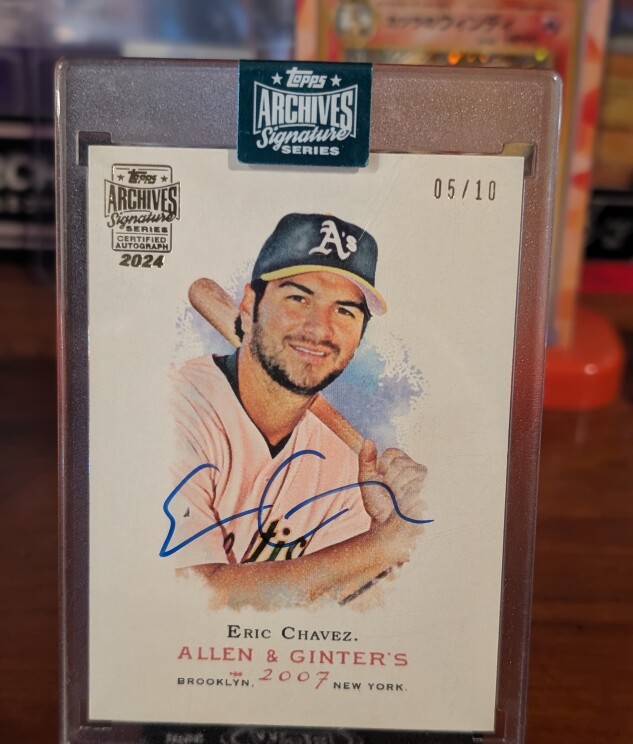 Topps
ARCHIVES
Signature
SERIES
05/10
Topps
ARCHIVES
Signature
SERIES
CERTIFIED
AUTOGRAPH
2024
A's
Eric Chavez.
ALLEN & GINTER'S
BROOKLYN, 2007 NEW YORK.